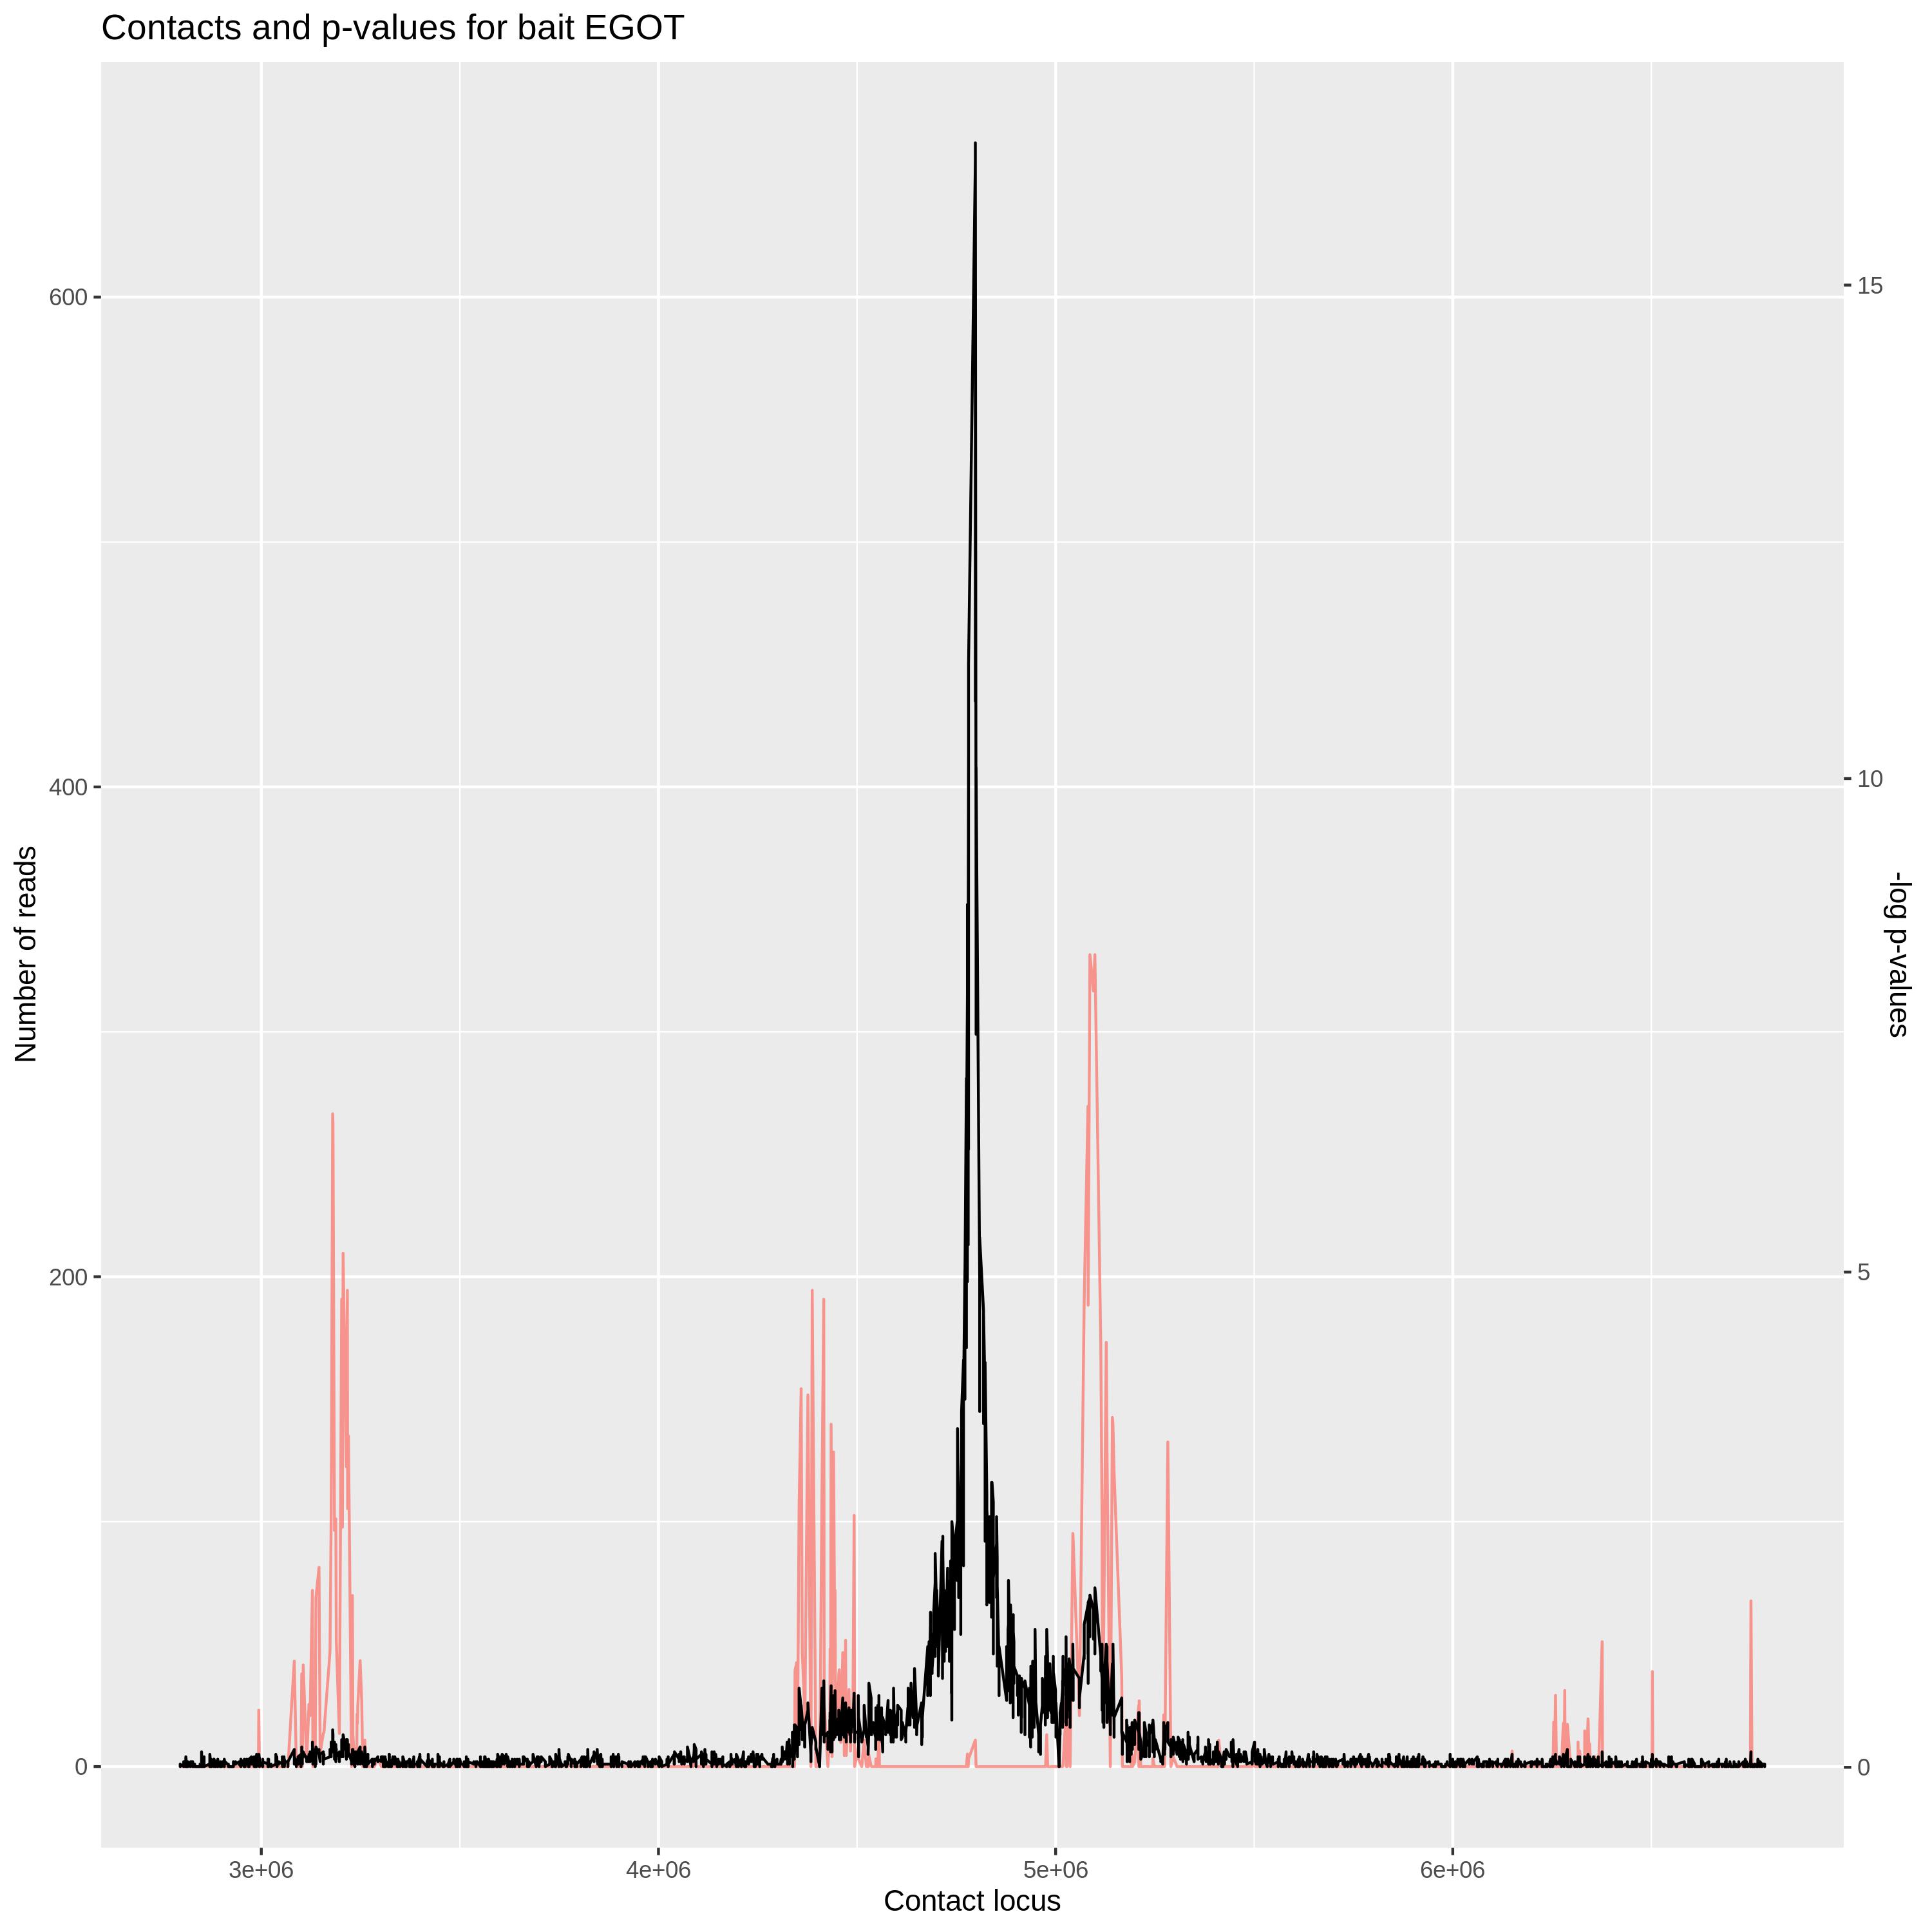 Contacts and p-values for bait EGOT
600
400
200
0
Number of reads
15
10
5
0
-log p-values
3e+06
4e+06
5e+06
6e+06
Contact locus